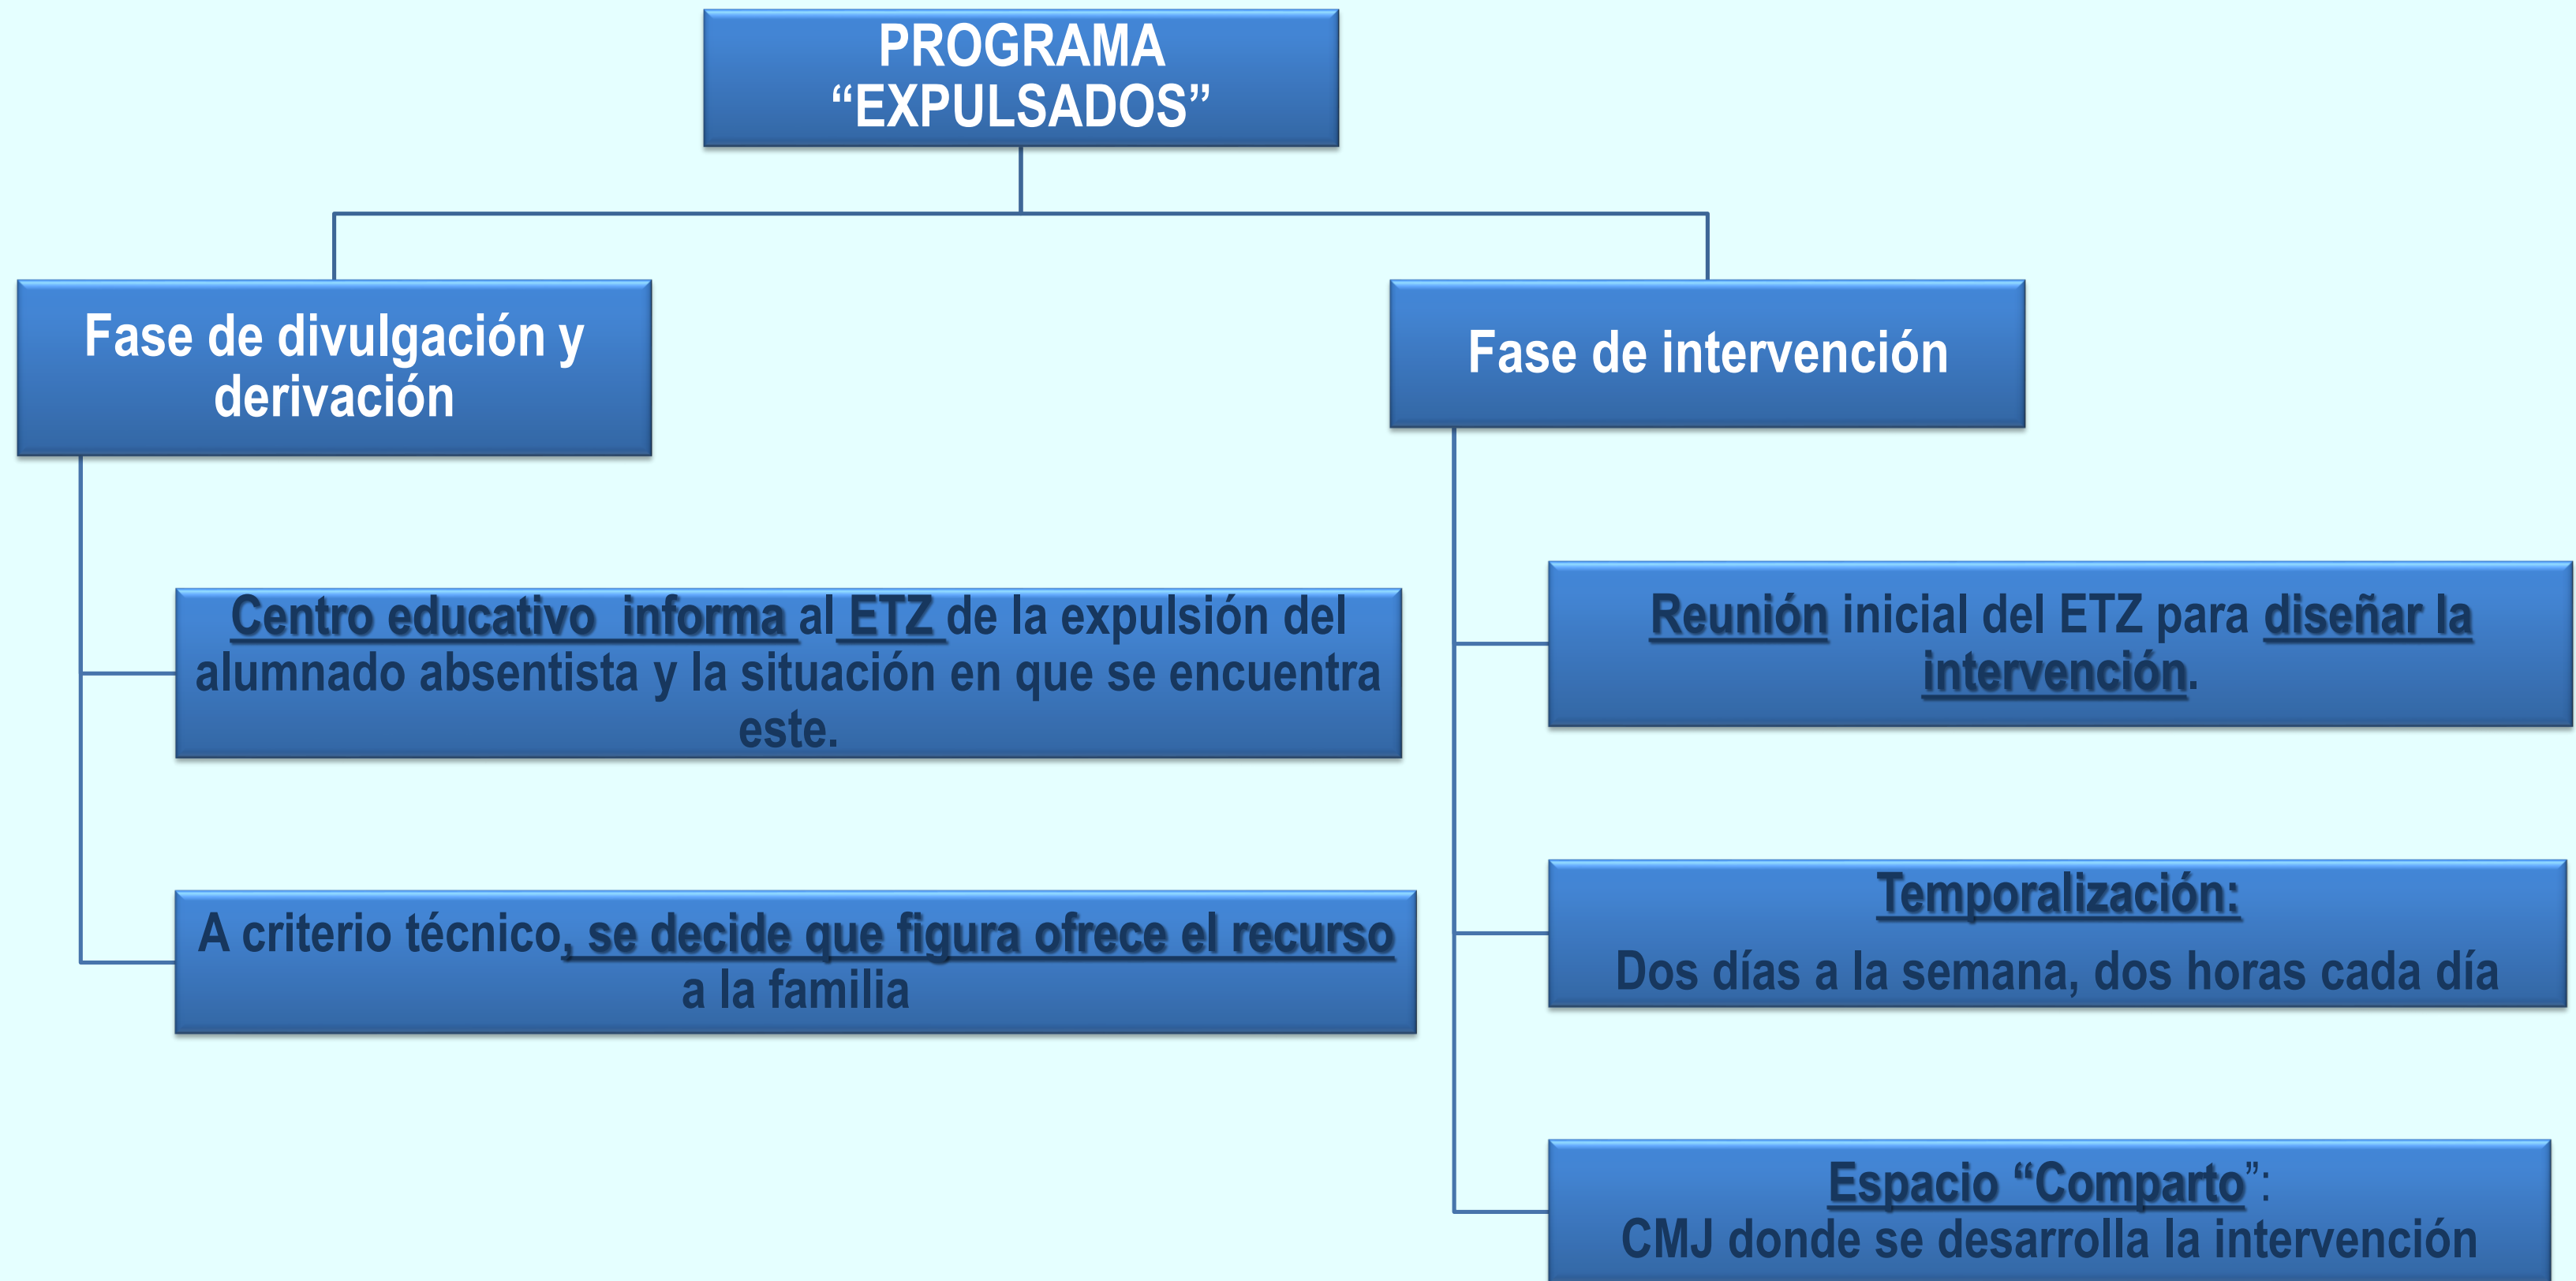 PROGRAMA
“EXPULSADOS”
Fase de divulgación y
derivación
Centro educativo  informa al ETZ de la expulsión del
alumnado absentista y la situación en que se encuentra
este.
A criterio técnico, se decide que figura ofrece el recurso
a la familia
Fase de intervención
Reunión inicial del ETZ para diseñar la
intervención.
Temporalización:
Dos días a la semana, dos horas cada día
Espacio “Comparto”:
CMJ donde se desarrolla la intervención